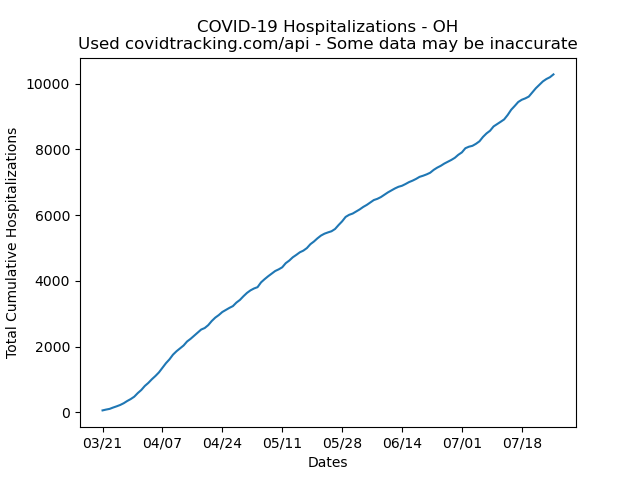 COVID-19 Hospitalizations - OH
Used covidtracking.com/api - Some data may be inaccurate
Total Cumulative Hospitalizations
10000
8000
6000
4000
2000
0
03/21 04/07 04/24 05/11 05/28 06/14 07/01 07/18
Dates